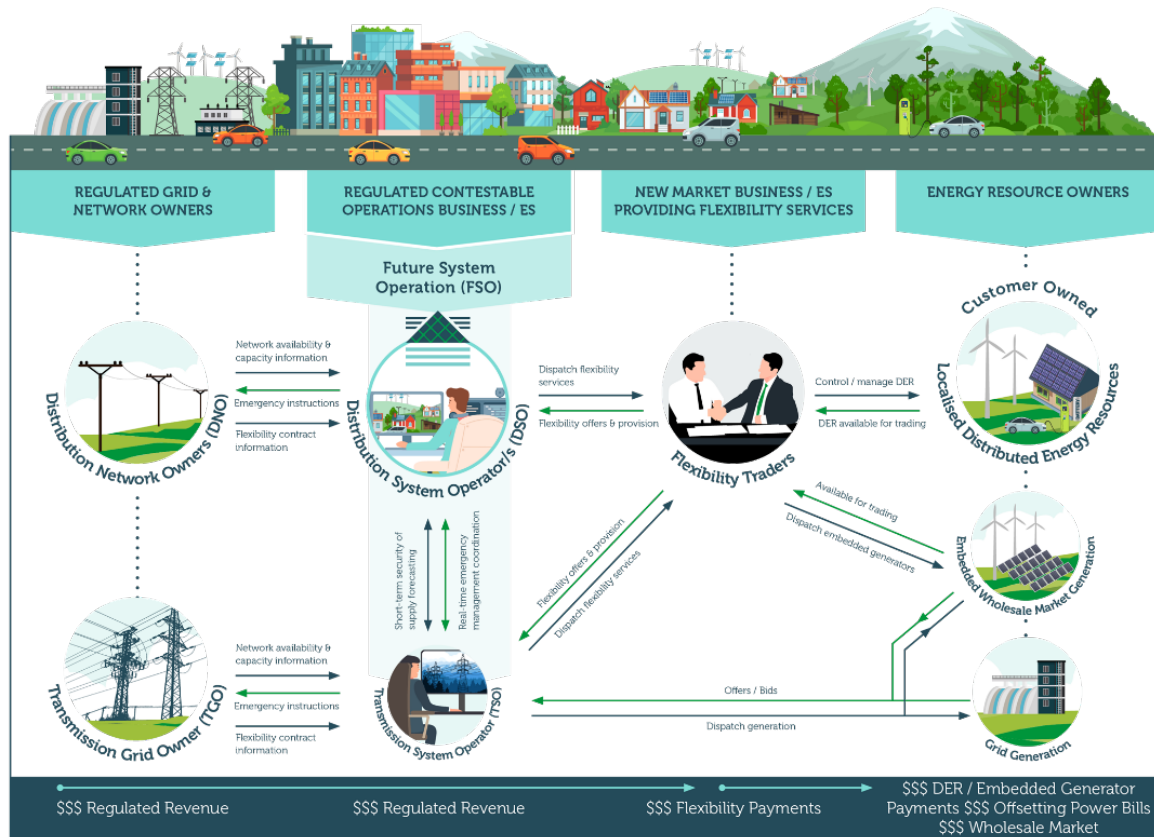 REGULATED GRID &
NETWORK OWNERS
REGULATED CONTESTABLE
OPERATIONS BUSINESS / ES
NEW MARKET BUSINESS / ES
PROVIDING FLEXIBILITY SERVICES
ENERGY RESOURCE OWNERS
Future System
Operation (FSO)
Distribution Network Owners (DNO)
Network availability &
capacity information
Emergency instructions
Flexibility contract
information
Distribution System Operator/s (DSO)
Dispatch flexibility
services
Flexibility offers & provision
Flexibility Traders
Control / manage DER
DER available for trading
Customer Owned
Localised Distributed Energy Resources
Short-term security of
supply forecasting
Real-time emergency
management coordination
Flexibility offers & provision
Dispatch flexibility services
Available for trading
Dispatch embedded generators
Embedded Wholesale Market Generation
Transmission Grid Owner (TGO)
Network availability &
capacity information
Emergency instructions
Flexibility contract
information
Transmission System Operator (TSO)
Offers / Bids
Dispatch generation
Grid Generation
$$$ Regulated Revenue
$$$ Regulated Revenue
$$$ Flexibility Payments
$$$ DER / Embedded Generator
Payments $$$ Offsetting Power Bills
$$$ Wholesale Market